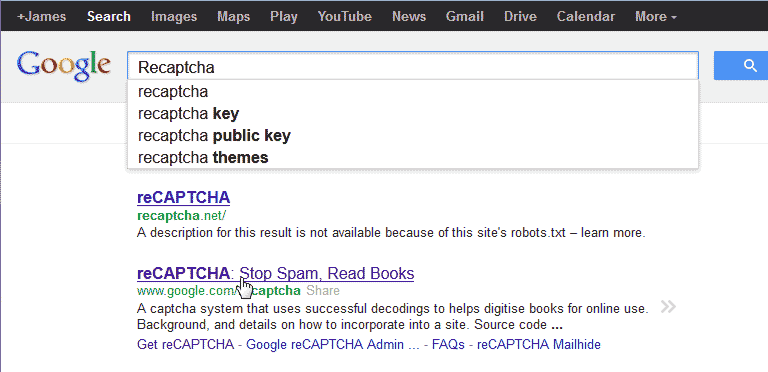 +James Search Images Maps Play YouTube News Gmail Drive Calendar More
Google Recaptcha
recaptcha
recaptcha key
recaptcha public key
recaptcha themes
reCAPTCHA
recaptcha.net/
A description for this result is not available because of this site's robots.txt – learn more.
reCAPTCHA: Stop Spam, Read Books
www.google.com/recaptcha Share
A captcha system that uses successful decodings to helps digitise books for online use.
Background, and details on how to incorporate into a site. Source code ...
Get reCAPTCHA - Google reCAPTCHA Admin ... - FAQs - reCAPTCHA Mailhide